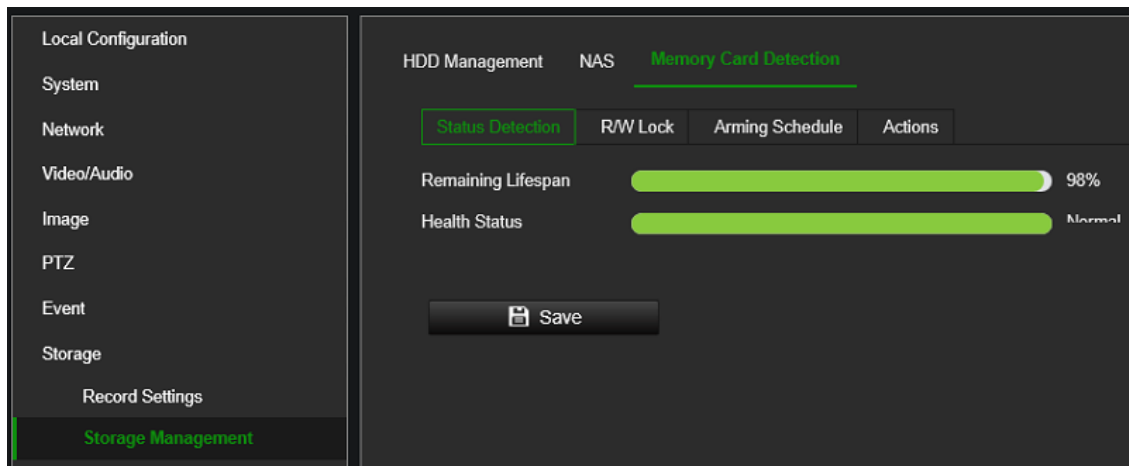 Local Configuration
System
Network
Video/Audio
Image
PTZ
Event
Storage
Record Settings
Storage Management
HDD Management NAS Memory Card Detection
Status Detection R/W Lock Arming Schedule Actions
Remaining Lifespan 98%
Health Status Normal
Save